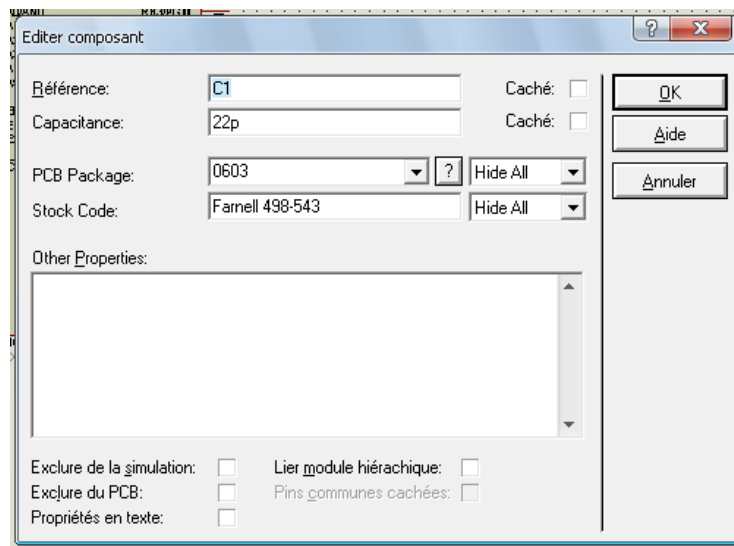 Editer composant
Référence: C1 Caché: OK
Capacitance: 22p Caché: Aide
PCB Package: 0603 ? Hide All Annuler
Stock Code: Farnell 498-543 Hide All
Other Properties:
Exclure de la simulation: Lier module hiérachique:
Exclure du PCB: Pins communes cachées:
Propriétés en texte: